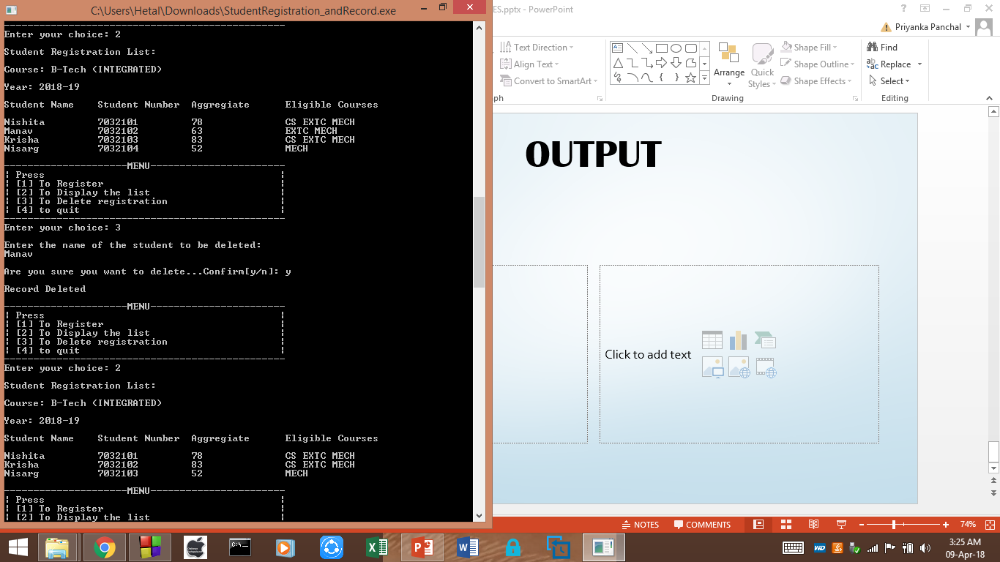 C:\Users\Hetal\Downloads\StudentRegistration_andRecord.exe
Enter your choice: 2
Student Registration List:
Course: B-Tech (INTEGRATED)
Year: 2018-19
Student Name    Student Number  Aggregiate      Eligible Courses
Nishita         7032101         78              CS EXTC MECH
Manav           7032102         63              EXTC MECH
Krisha          7032103         83              CS EXTC MECH
Nisarg          7032104         52              MECH
---------------------MENU-----------------------
¦ Press ¦
¦ [1] To Register ¦
¦ [2] To Display the list ¦
¦ [3] To Delete registration ¦
¦ [4] to quit ¦
Enter your choice: 3
Enter the name of the student to be deleted:
Manav
Are you sure you want to delete...Confirm[y/n]: y
Record Deleted
---------------------MENU-----------------------
¦ Press ¦
¦ [1] To Register ¦
¦ [2] To Display the list ¦
¦ [3] To Delete registration ¦
¦ [4] to quit ¦
Enter your choice: 2
Student Registration List:
Course: B-Tech (INTEGRATED)
Year: 2018-19
Student Name    Student Number  Aggregiate      Eligible Courses
Nishita         7032101         78              CS EXTC MECH
Krisha          7032102         83              CS EXTC MECH
Nisarg          7032103         52              MECH
---------------------MENU-----------------------
¦ Press ¦
¦ [1] To Register ¦
¦ [2] To Display the list ¦
ES.pptx - PowerPoint
Priyanka Panchal
Text Direction
Align Text
Convert to SmartArt
ph
Arrange
Quick Styles
Shape Fill
Shape Outline
Shape Effects
Drawing
Find
Replace
Select
Editing
OUTPUT
Click to add text
NOTES
COMMENTS
74%
WD
3:25 AM
09-Apr-18